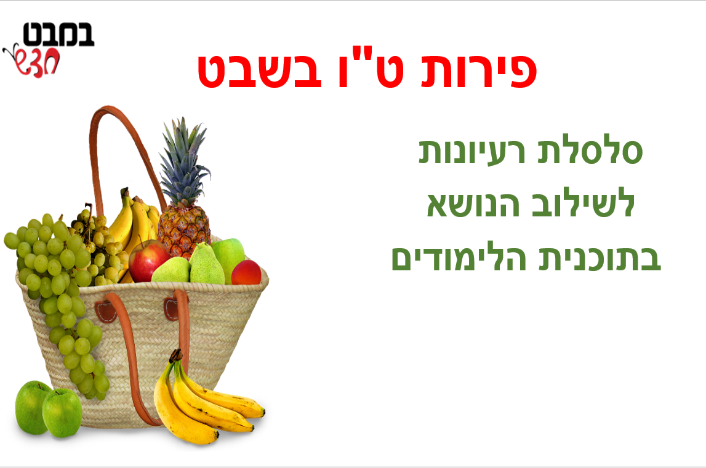 במבט
חדש
פירות ט"ו בשבט
סלסלת רעיונות
לשילוב הנושא
בתוכנית הלימודים